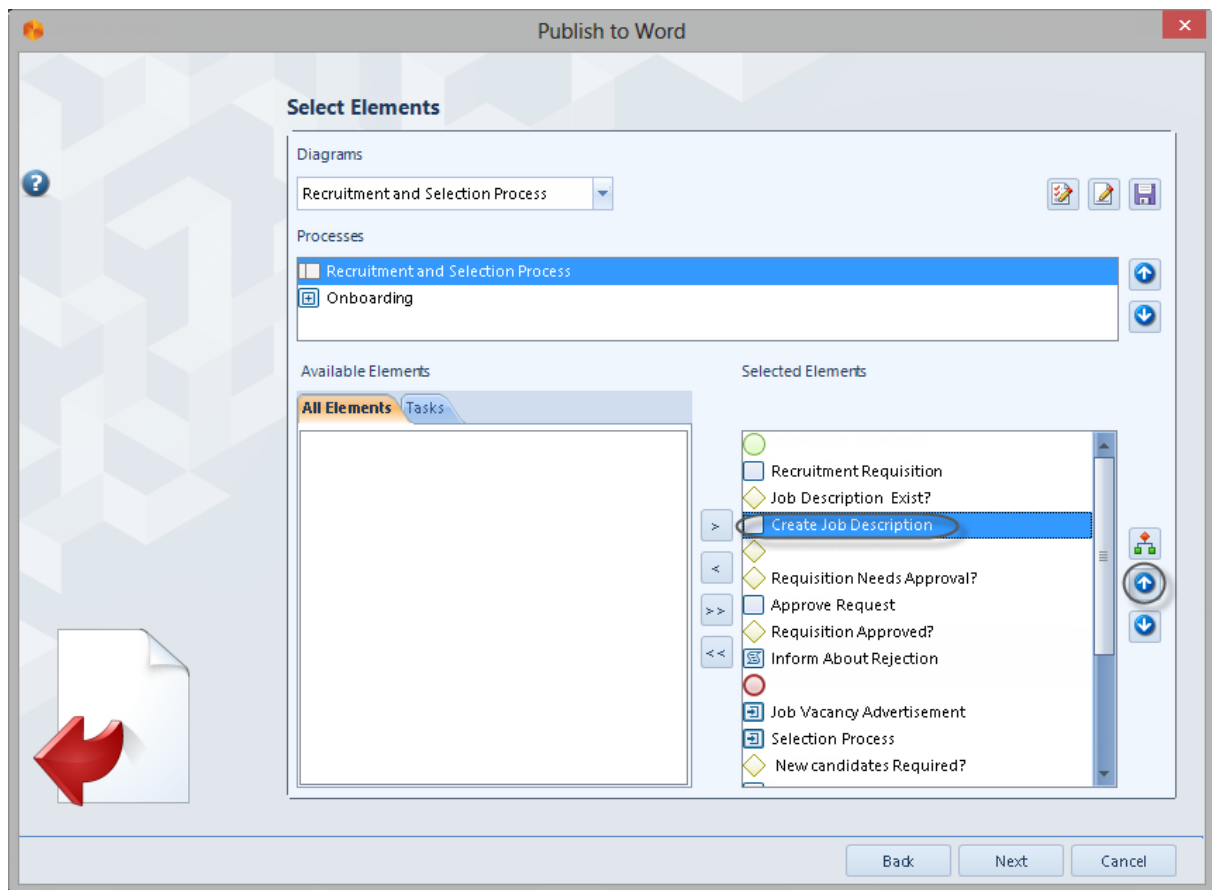 Publish to Word
Select Elements
Diagrams
Recruitment and Selection Process
Processes
Recruitment and Selection Process
Onboarding
Available Elements
Selected Elements
All Elements
Tasks
Recruitment Requisition
Job Description Exist?
>
Create Job Description
<
Requisition Needs Approval?
>>
Approve Request
Requisition Approved?
<<
Inform About Rejection
Job Vacancy Advertisement
Selection Process
New candidates Required?
Back
Next
Cancel